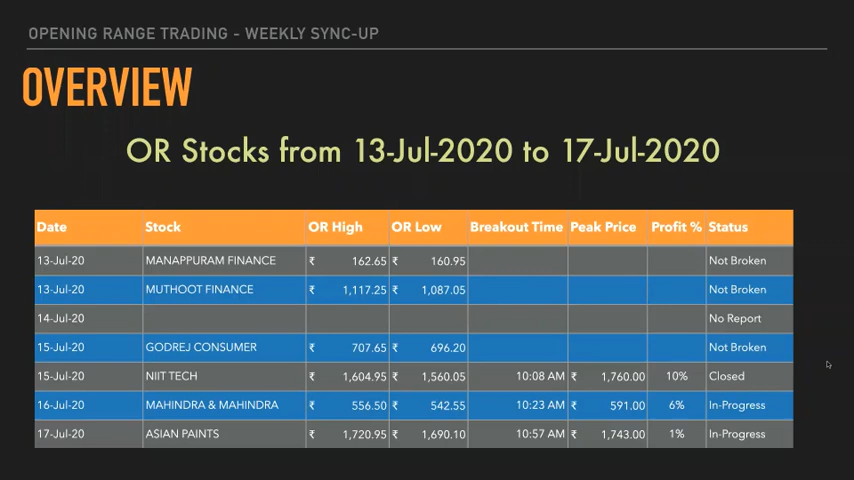 OPENING RANGE TRADING - WEEKLY SYNC-UP
OVERVIEW
OR Stocks from 13-Jul-2020 to 17-Jul-2020
Date Stock OR High OR Low Breakout Time Peak Price Profit % Status
13-Jul-20 MANAPPURAM FINANCE ₹ 162.65 ₹ 160.95 Not Broken
13-Jul-20 MUTHOOT FINANCE ₹ 1,117.25 ₹ 1,087.05 Not Broken
14-Jul-20 No Report
15-Jul-20 GODREJ CONSUMER ₹ 707.65 ₹ 696.20 Not Broken
15-Jul-20 NIIT TECH ₹ 1,604.95 ₹ 1,560.05 10:08 AM ₹ 1,760.00 10% Closed
16-Jul-20 MAHINDRA & MAHINDRA ₹ 556.50 ₹ 542.55 10:23 AM ₹ 591.00 6% In-Progress
17-Jul-20 ASIAN PAINTS ₹ 1,720.95 ₹ 1,690.10 10:57 AM ₹ 1,743.00 1% In-Progress